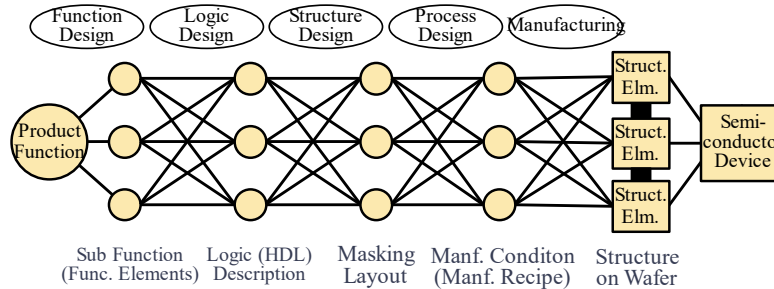 Function
Design
Logic
Design
Structure
Design
Process
Design
Manufacturing
Product
Function
Struct.
Elm.
Struct.
Elm.
Struct.
Elm.
Semi-
conducto
Device
Sub Function
(Func. Elements)
Logic (HDL)
Description
Masking
Layout
Manf. Conditon
(Manf. Recipe)
Structure
on Wafer